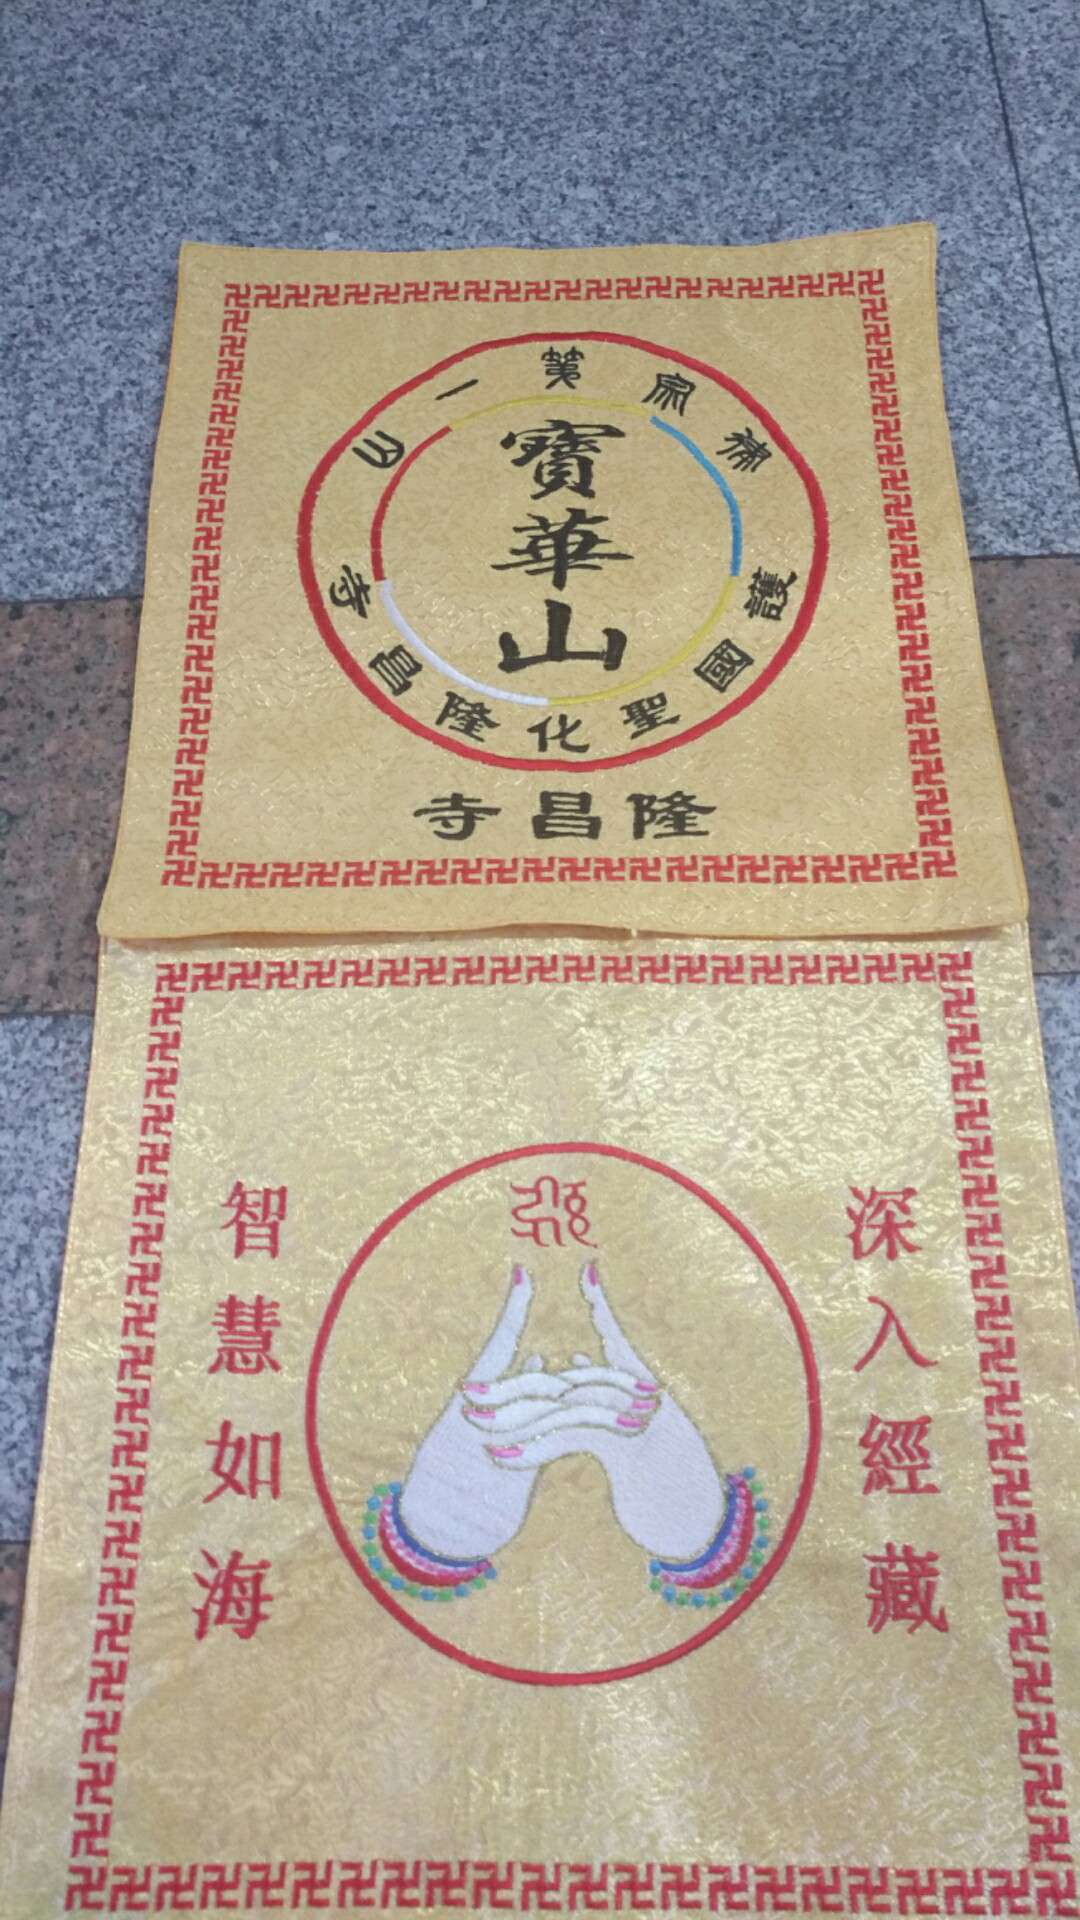 律宗第一山
寶華山
護國聖化隆昌寺
隆昌寺
深入經藏
智慧如海